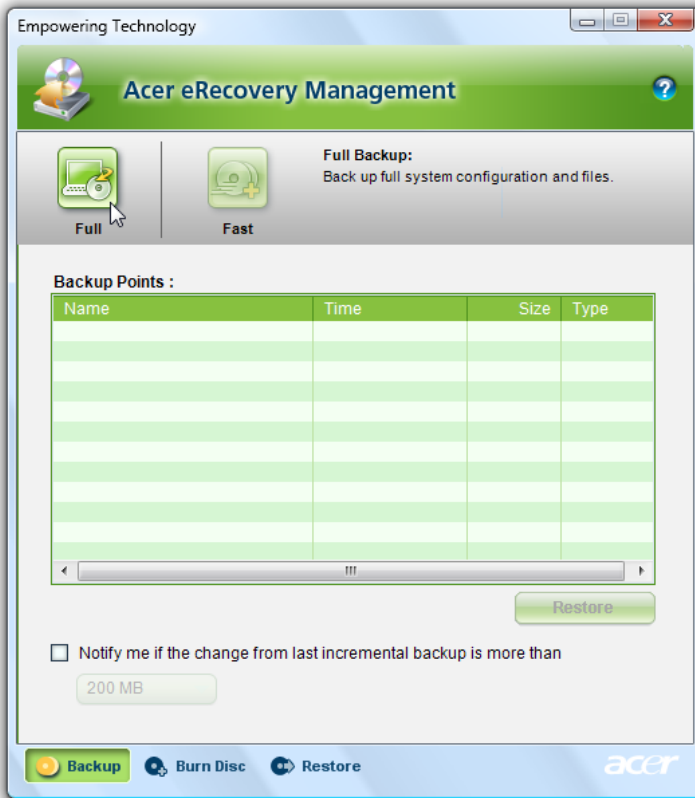 Empowering Technology
Acer eRecovery Management
?
Full Backup:
Back up full system configuration and files.
Full
Fast
Backup Points :
Name Time Size Type
Restore
Notify me if the change from last incremental backup is more than
200 MB
Backup Burn Disc Restore acer